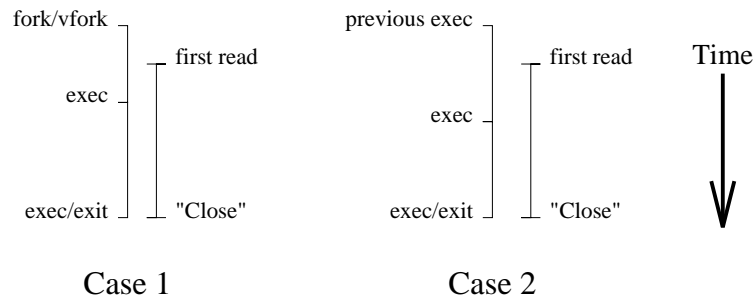 fork/vfork
first read
exec
exec/exit
"Close"
Case 1
previous exec
first read
exec
exec/exit
"Close"
Case 2
Time